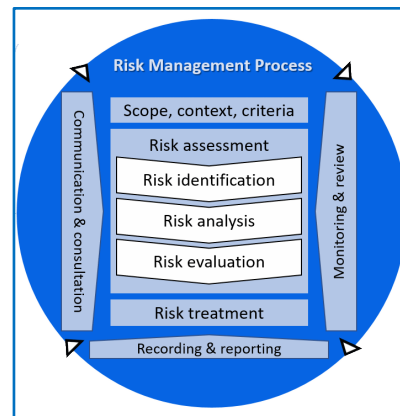 Risk Management Process
Scope, context, criteria
Communication & consultation
Risk assessment
Risk identification
Risk analysis
Risk evaluation
Monitoring & review
Risk treatment
Recording & reporting